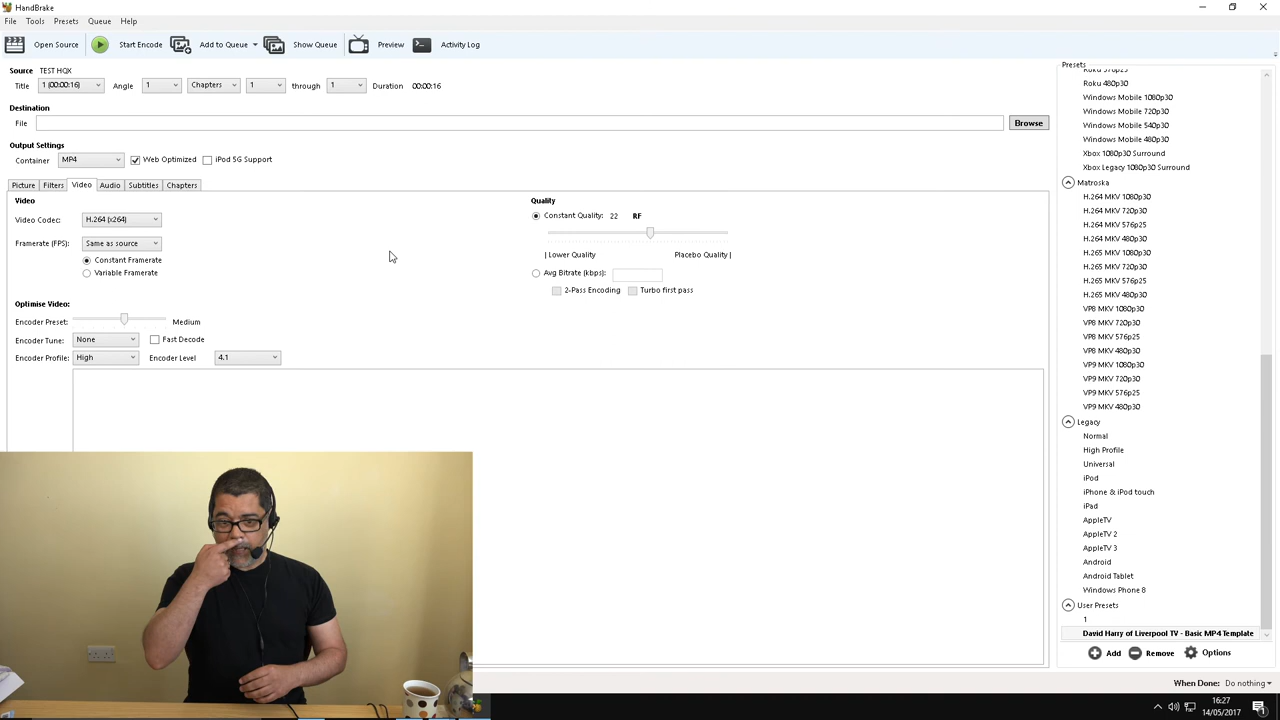 HandBrake
File Tools Presets Queue Help
Open Source Start Encode Add to Queue Show Queue Preview Activity Log
Source TEST HQX
Title 1 (00:00:16) Angle 1 Chapters 1 through 1 Duration 00:00:16
Destination
File Browse
Output Settings
Container MP4 Web Optimized iPod 5G Support
Picture Filters Video Audio Subtitles Chapters
Video
Video Codec: H.264 (x264)
Framerate (FPS): Same as source
Constant Framerate
Variable Framerate
Quality
Constant Quality: 22 RF
| Lower Quality Placebo Quality |
Avg Bitrate (kbps):
2-Pass Encoding Turbo first pass
Optimise Video:
Encoder Preset: Medium
Encoder Tune: None Fast Decode
Encoder Profile: High Encoder Level 4.1
Presets
Roku 576p25
Roku 480p30
Windows Mobile 1080p30
Windows Mobile 720p30
Windows Mobile 540p30
Windows Mobile 480p30
Xbox 1080p30 Surround
Xbox Legacy 1080p30 Surround
Matroska
H.264 MKV 1080p30
H.264 MKV 720p30
H.264 MKV 576p25
H.264 MKV 480p30
H.265 MKV 1080p30
H.265 MKV 720p30
H.265 MKV 576p25
H.265 MKV 480p30
VP8 MKV 1080p30
VP8 MKV 720p30
VP8 MKV 576p25
VP8 MKV 480p30
VP9 MKV 1080p30
VP9 MKV 720p30
VP9 MKV 576p25
VP9 MKV 480p30
Legacy
Normal
High Profile
Universal
iPod
iPhone & iPod touch
iPad
AppleTV
AppleTV 2
AppleTV 3
Android
Android Tablet
Windows Phone 8
User Presets
1
David Harry of Liverpool TV - Basic MP4 Template
Add Remove Options
When Done: Do nothing
16:27
14/05/2017
1